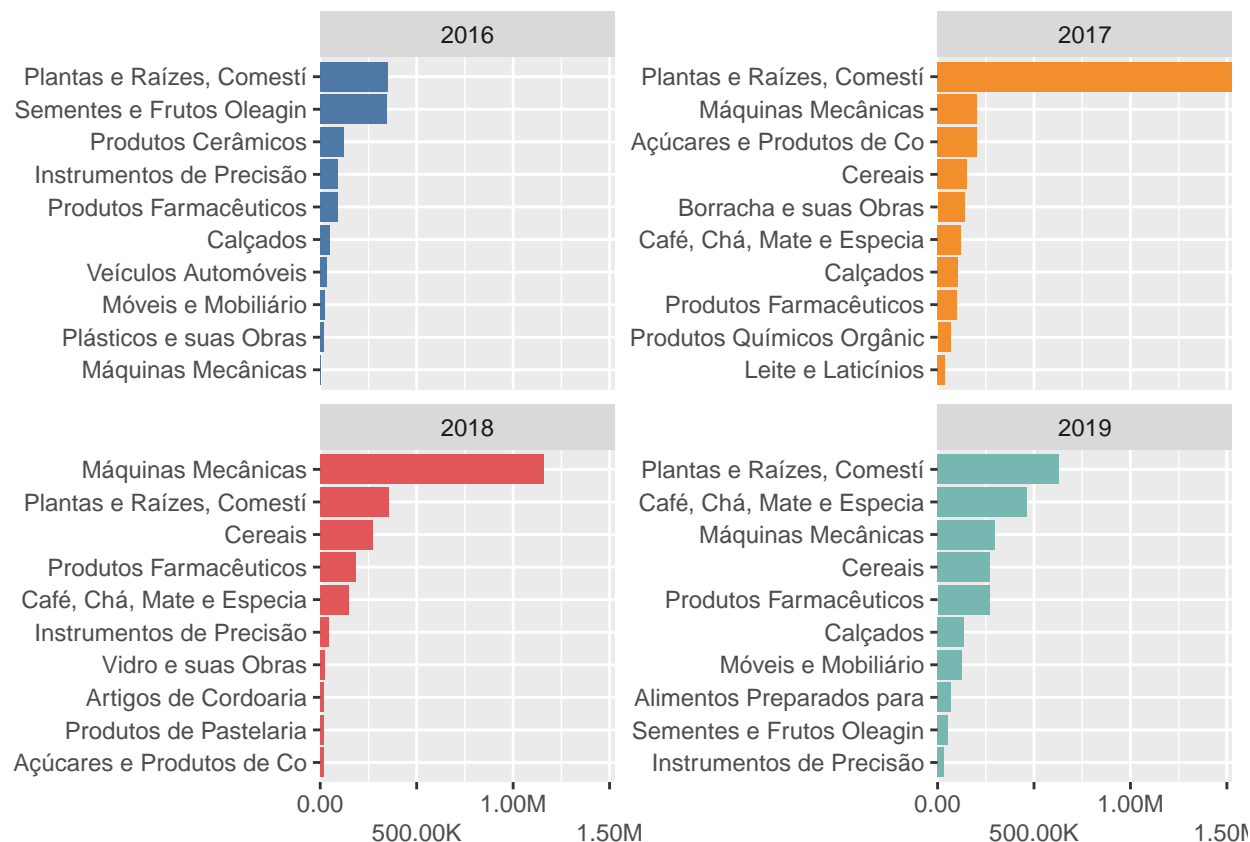 2016
Plantas e Raízes, Comestí
Sementes e Frutos Oleagin
Produtos Cerâmicos
Instrumentos de Precisão
Produtos Farmacêuticos
Calçados
Veículos Automóveis
Móveis e Mobiliário
Plásticos e suas Obras
Máquinas Mecânicas
2017
Plantas e Raízes, Comestí
Máquinas Mecânicas
Açúcares e Produtos de Co
Cereais
Borracha e suas Obras
Café, Chá, Mate e Especia
Calçados
Produtos Farmacêuticos
Produtos Químicos Orgânic
Leite e Laticínios
2018
Máquinas Mecânicas
Plantas e Raízes, Comestí
Cereais
Produtos Farmacêuticos
Café, Chá, Mate e Especia
Instrumentos de Precisão
Vidro e suas Obras
Artigos de Cordoaria
Produtos de Pastelaria
Açúcares e Produtos de Co
0.00 1.00M
500.00K 1.50M
2019
Plantas e Raízes, Comestí
Café, Chá, Mate e Especia
Máquinas Mecânicas
Cereais
Produtos Farmacêuticos
Calçados
Móveis e Mobiliário
Alimentos Preparados para
Sementes e Frutos Oleagin
Instrumentos de Precisão
0.00 1.00M
500.00K 1.50M